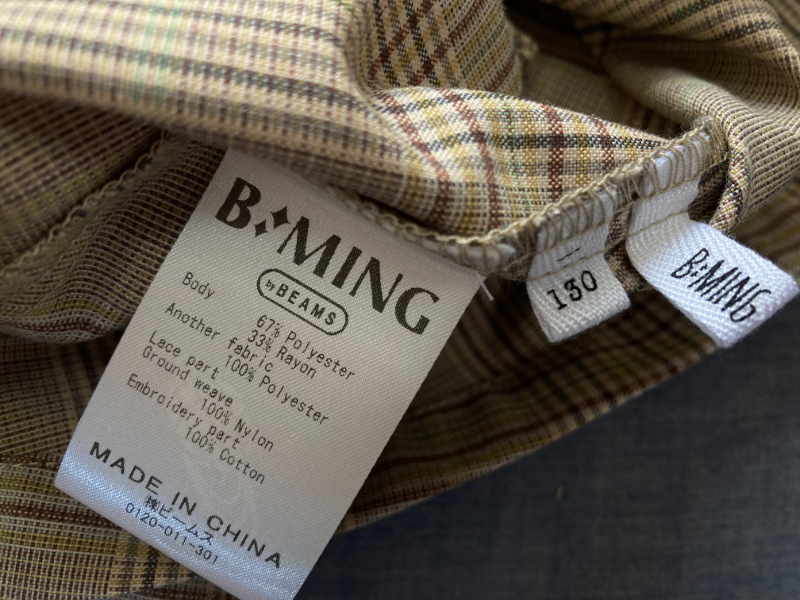 B:MING
by BEAMS
Body
67% Polyester
33% Rayon
Another fabric
100% Polyester
Lace part
Ground weave
100% Nylon
Embroidery part
100% Cotton
MADE IN CHINA
㈱ビームス
0120-011-301
130
B:MING